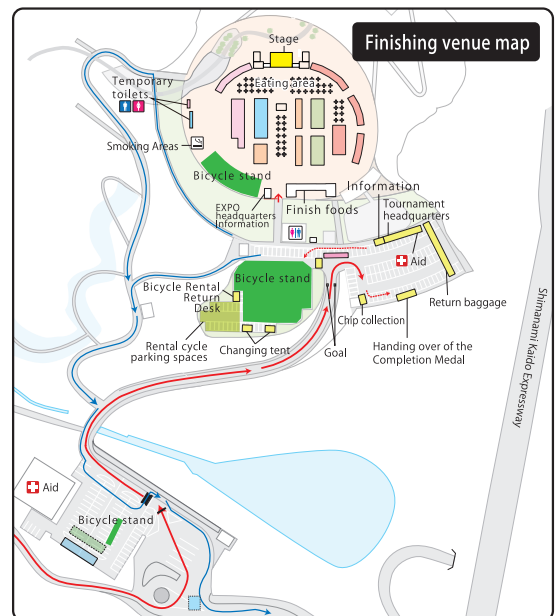 Finishing venue map
Stage
Eating area
Temporary
toilets
Smoking Areas
Bicycle stand
EXPO
headquarters
Information
Finish foods
Information
Tournament
headquarters
Aid
Return baggage
Bicycle stand
Bicycle Rental
Return
Desk
Rental cycle
parking spaces
Changing tent
Goal
Chip collection
Handing over of the
Completion Medal
Shimanami Kaido Expressway
Aid
Bicycle stand